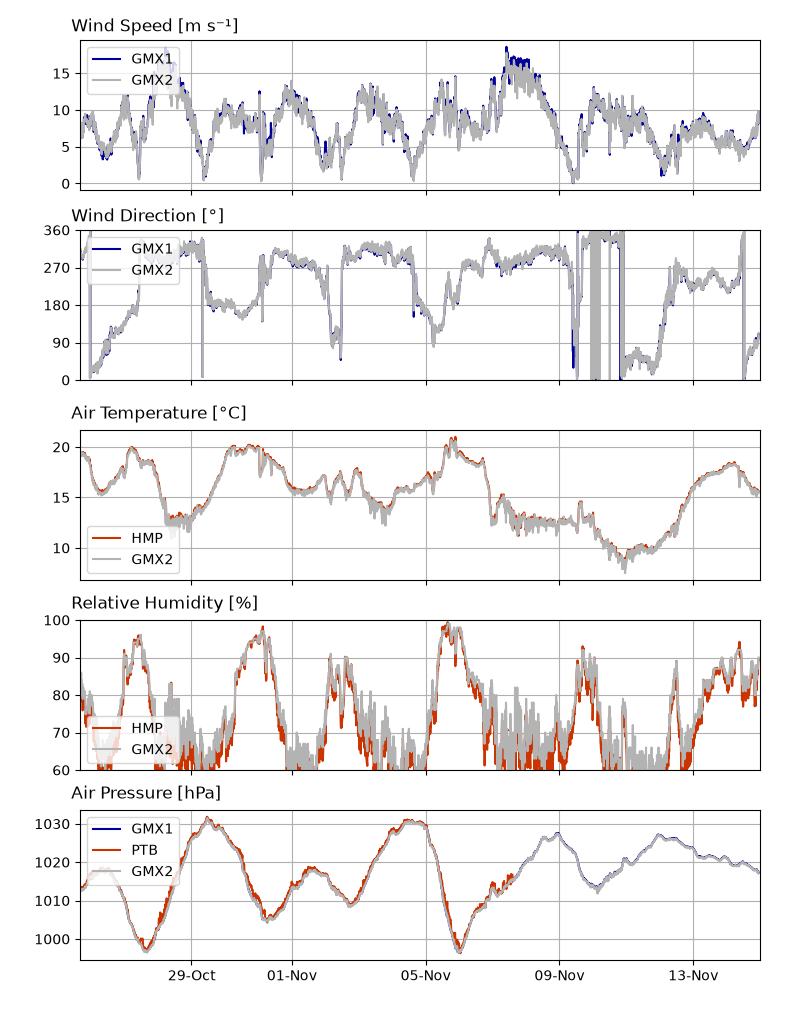 Wind Speed [m s⁻¹]
GMX1
GMX2
15
10
5
0
Wind Direction [°]
360
GMX1
GMX2
270
180
90
0
Air Temperature [°C]
20
15
10
HMP
GMX2
Relative Humidity [%]
100
90
80
70
HMP
GMX2
60
Air Pressure [hPa]
1030
GMX1
PTB
GMX2
1020
1010
1000
29-Oct 01-Nov 05-Nov 09-Nov 13-Nov